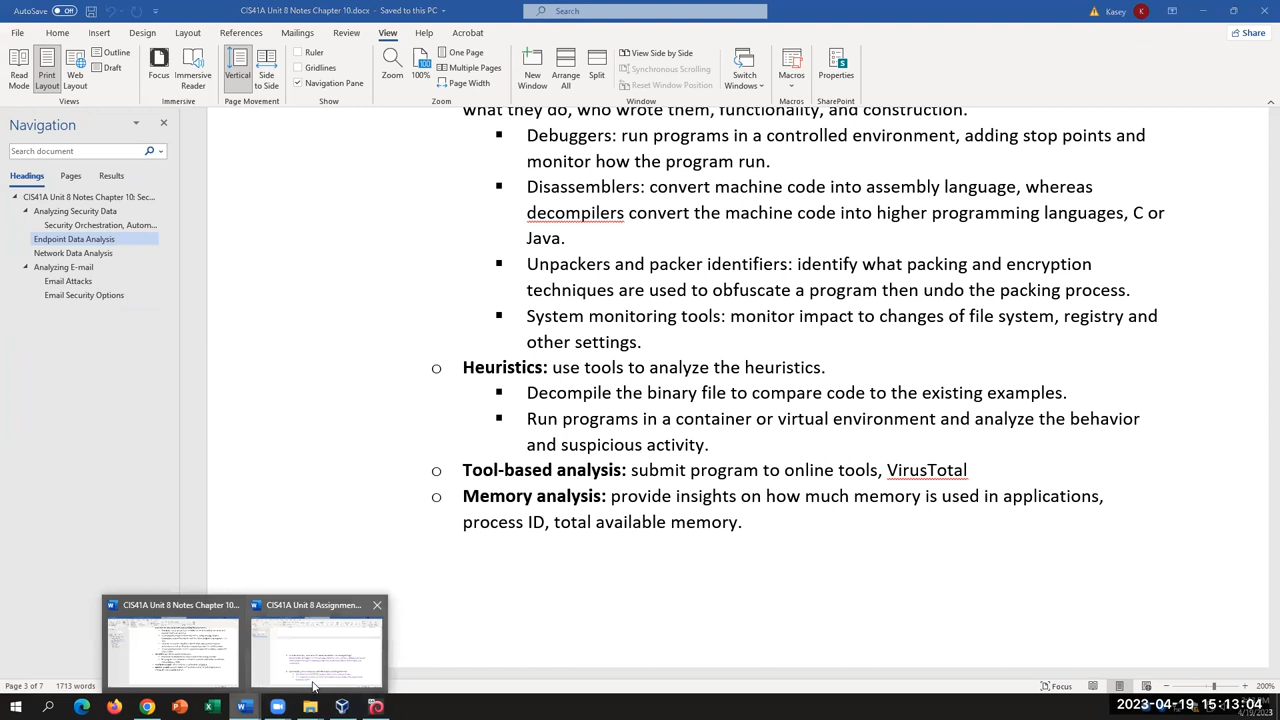 AutoSave Off
CIS41A Unit 8 Notes Chapter 10.docx - Saved to this PC
Search
Kasey
K
File Home Insert Draw Design Layout References Mailings Review View Help Acrobat
Share
Read Mode
Print Layout
Web Layout
Outline
Draft
Views
Focus
Immersive Reader
Immersive
Vertical
Side to Side
Page Movement
Ruler
Gridlines
Navigation Pane
Show
Zoom
100
100%
One Page
Multiple Pages
Page Width
Zoom
New Window
Arrange All
Split
View Side by Side
Synchronous Scrolling
Reset Window Position
Window
Switch Windows
Macros
Macros
Properties
SharePoint
Navigation
Search document
Headings Pages Results
CIS41A Unit 8 Notes Chapter 10: Sec...
Analyzing Security Data
Security Orchestration, Autom...
Endpoint Data Analysis
Network Data Analysis
Analyzing E-mail
Email Attacks
Email Security Options
what they do, who wrote them, functionality, and construction.
▪ Debuggers: run programs in a controlled environment, adding stop points and
monitor how the program run.
▪ Disassemblers: convert machine code into assembly language, whereas
decompilers convert the machine code into higher programming languages, C or
Java.
▪ Unpackers and packer identifiers: identify what packing and encryption
techniques are used to obfuscate a program then undo the packing process.
▪ System monitoring tools: monitor impact to changes of file system, registry and
other settings.
o Heuristics: use tools to analyze the heuristics.
▪ Decompile the binary file to compare code to the existing examples.
▪ Run programs in a container or virtual environment and analyze the behavior
and suspicious activity.
o Tool-based analysis: submit program to online tools, VirusTotal
o Memory analysis: provide insights on how much memory is used in applications,
process ID, total available memory.
CIS41A Unit 8 Notes Chapter 10...
CIS41A Unit 8 Assignmen...
Page 3 of 7 1713 words
Focus
200%
2023-04-19 15:13:04
4/19/2023